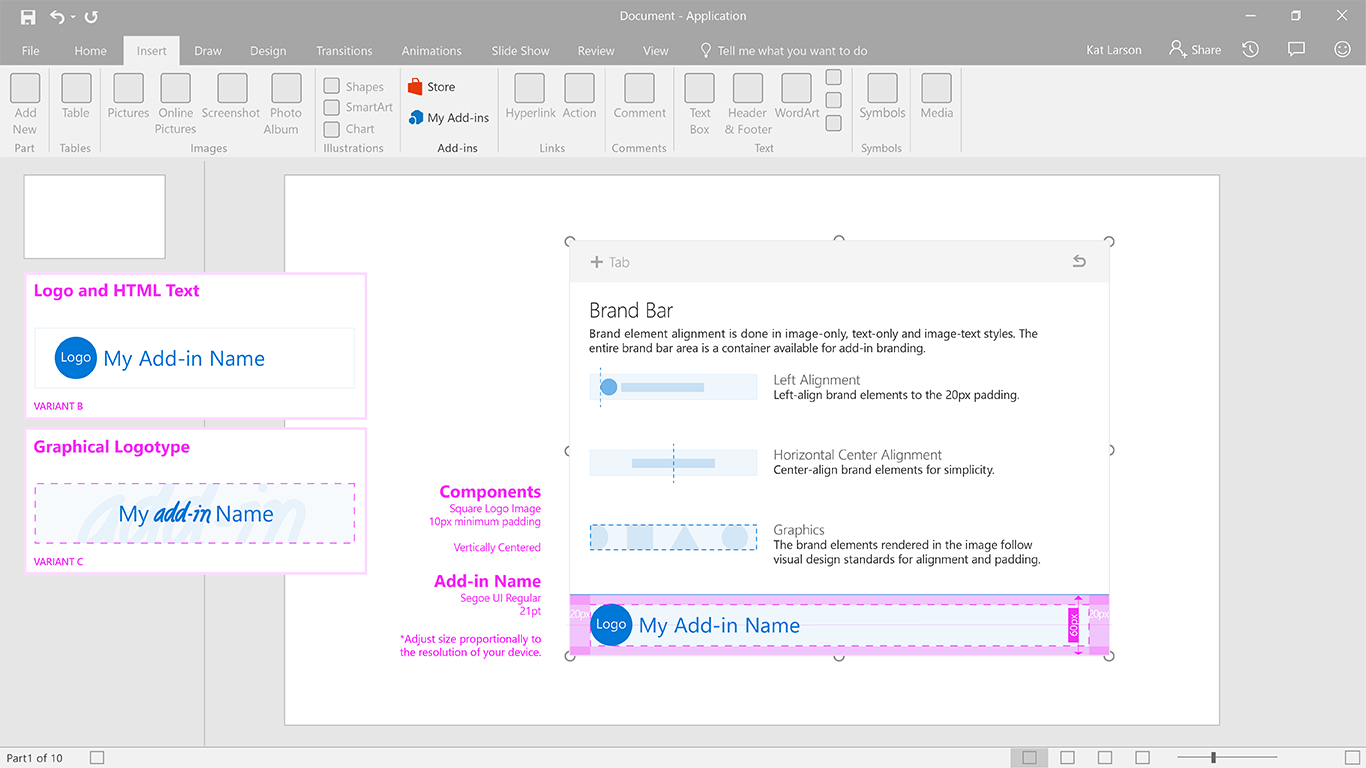 Document - Application
File
Home
Insert
Draw
Design
Transitions
Animations
Slide Show
Review
View
Tell me what you want to do
Kat Larson
Share
Add
New
Part
Table
Tables
Pictures
Online
Pictures
Screenshot
Photo
Album
Images
Shapes
SmartArt
Chart
Illustrations
Store
My Add-ins
Add-ins
Hyperlink
Action
Links
Comment
Comments
Text
Box
Header
& Footer
WordArt
Text
Symbols
Symbols
Media
Logo and HTML Text
Logo
My Add-in Name
VARIANT B
Graphical Logotype
add-in
My add-in Name
VARIANT C
Components
Square Logo Image
10px minimum padding
Vertically Centered
Add-in Name
Segoe UI Regular
21pt
*Adjust size proportionally to
the resolution of your device.
Tab
Brand Bar
Brand element alignment is done in image-only, text-only and image-text styles. The
entire brand bar area is a container available for add-in branding.
Left Alignment
Left-align brand elements to the 20px padding.
Horizontal Center Alignment
Center-align brand elements for simplicity.
Graphics
The brand elements rendered in the image follow
visual design standards for alignment and padding.
20px
Logo
My Add-in Name
60px
20px
Part1 of 10